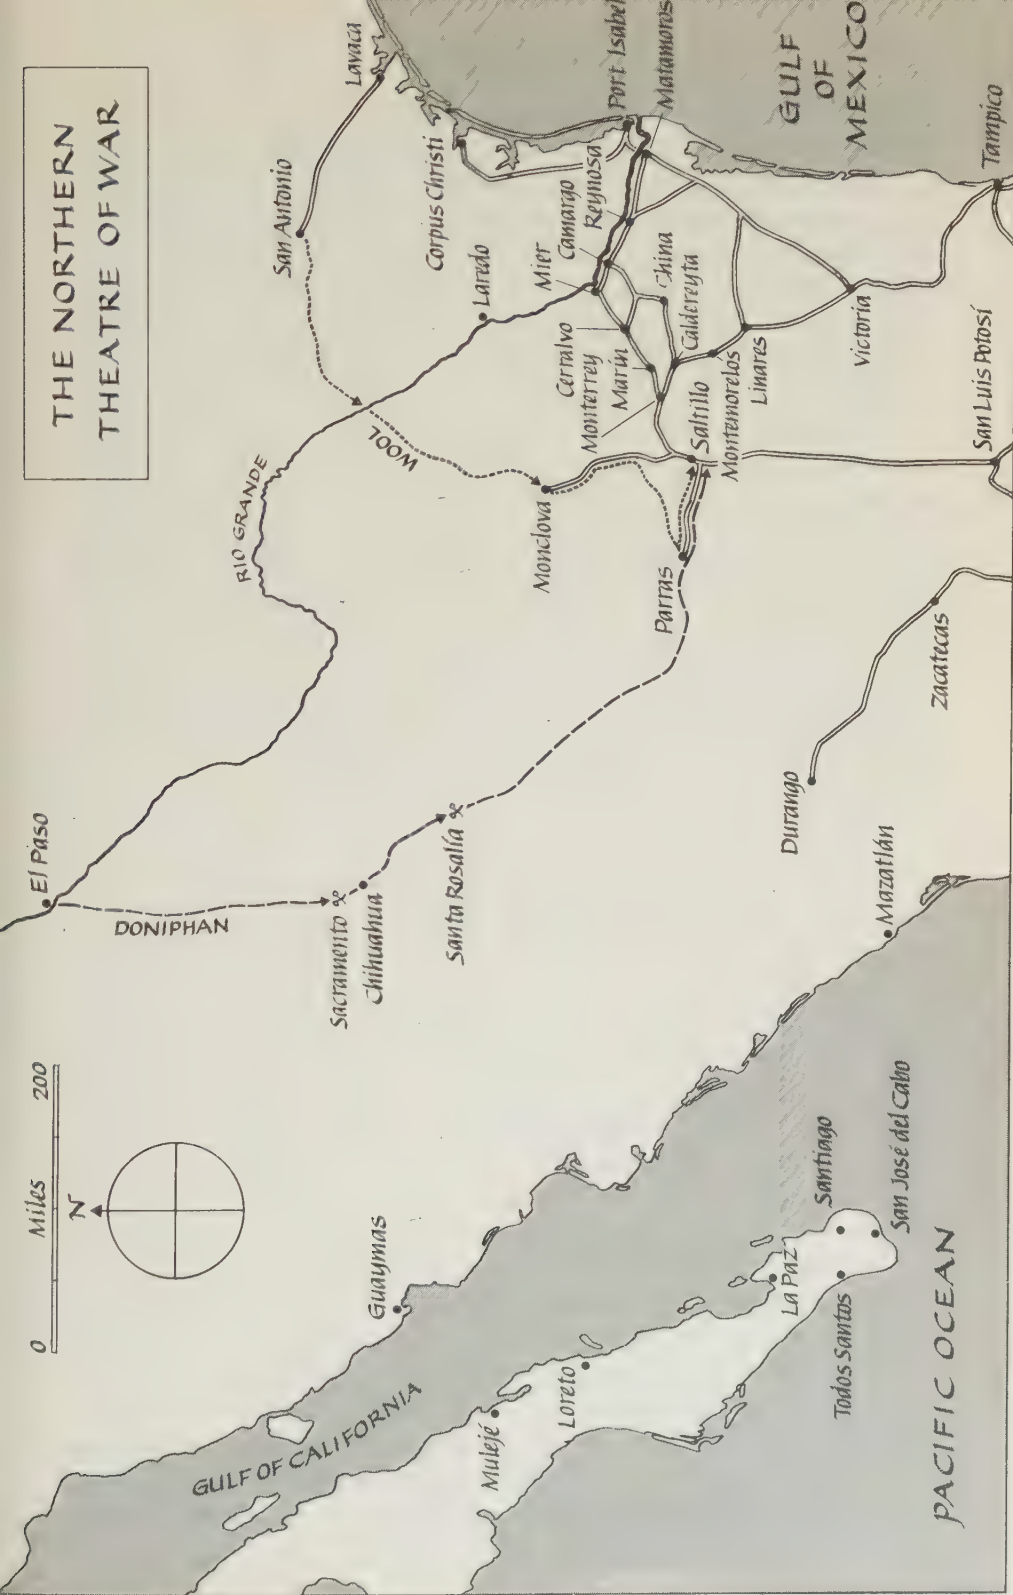 THE NORTHERN
THEATRE OF WAR
0 Miles 200
N
El Paso
RIO GRANDE
DONIPHAN
Sacramento
Chihuahua
Santa Rosalía
San Antonio
Lavaca
Corpus Christi
Laredo
WOOL
Monclova
Parras
Mier
Camargo
Reynosa
Port Isabel
Matamoros
China
Caldereyta
Cerralvo
Marín
Monterrey
Saltillo
Montemorelos
Linares
Victoria
GULF
OF
MEXICO
Tampico
San Luis Potosí
Zacatecas
Durango
Mazatlán
Guaymas
GULF OF CALIFORNIA
Mulejé
Loreto
La Paz
Todos Santos
Santiago
San José del Cabo
PACIFIC OCEAN